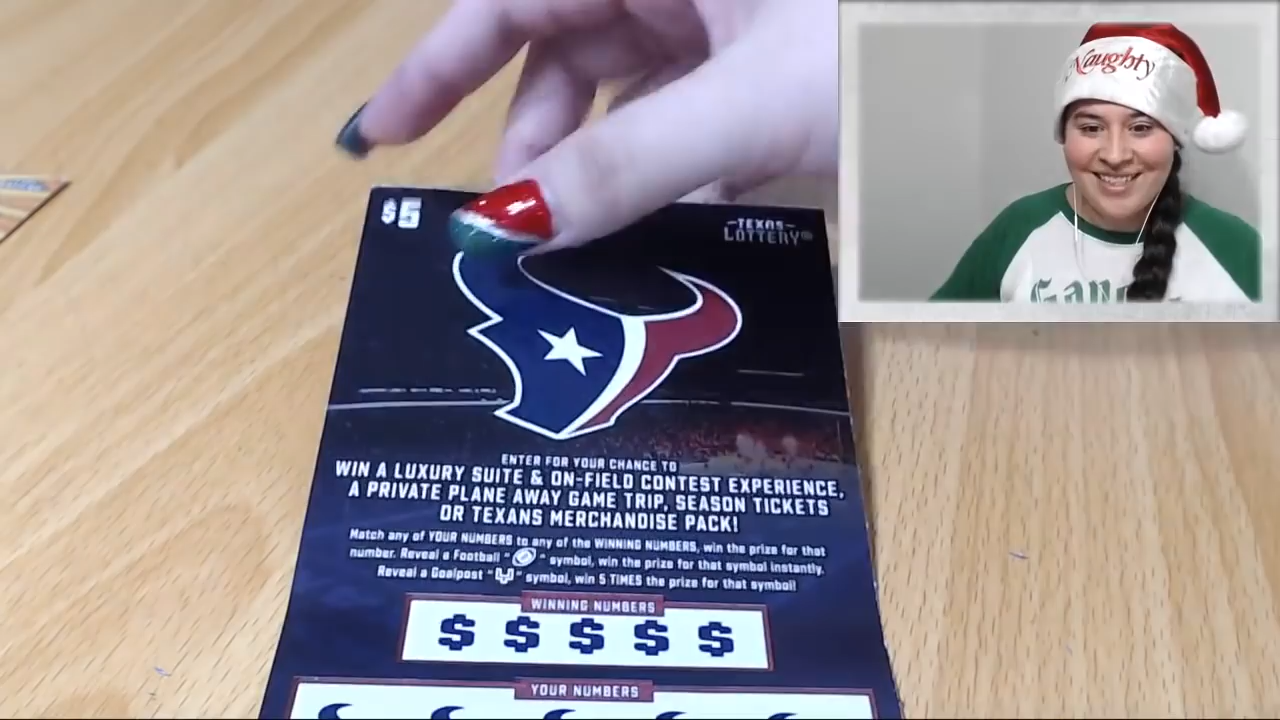 $5
TEXAS
LOTTERY®
Naughty
ENTER FOR YOUR CHANCE TO
WIN A LUXURY SUITE & ON-FIELD CONTEST EXPERIENCE,
A PRIVATE PLANE AWAY GAME TRIP, SEASON TICKETS
OR TEXANS MERCHANDISE PACK!
Match any of YOUR NUMBERS to any of the WINNING NUMBERS, win the prize for that
number. Reveal a Football " " symbol, win the prize for that symbol instantly.
Reveal a Goalpost " " symbol, win 5 TIMES the prize for that symbol!
WINNING NUMBERS
$ $ $ $ $
YOUR NUMBERS